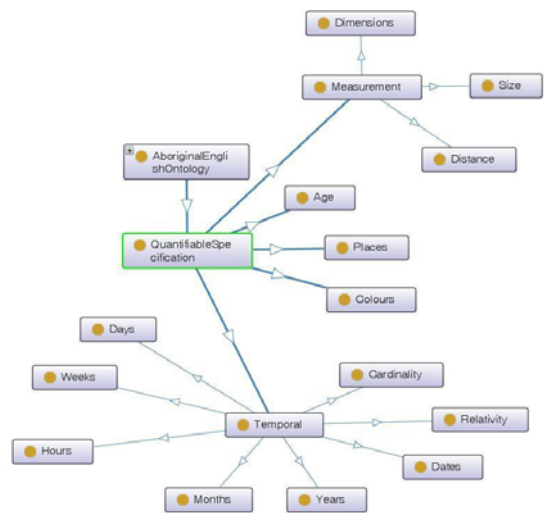 Dimensions
Measurement
Size
Distance
AboriginalEngli
shOntology
Age
QuantifiableSpe
cification
Places
Colours
Days
Weeks
Cardinality
Temporal
Relativity
Hours
Dates
Months
Years